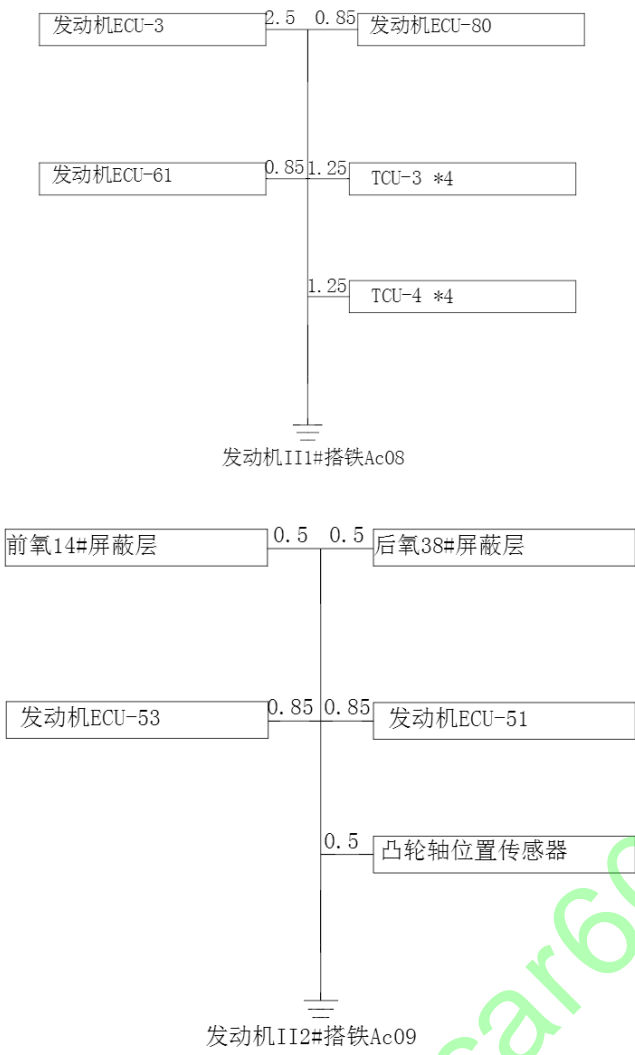 发动机ECU-3 2.5 0.85 发动机ECU-80
发动机ECU-61 0.85 1.25 TCU-3 *4
1.25 TCU-4 *4
发动机II1#搭铁Ac08
前氧14#屏蔽层 0.5 0.5 后氧38#屏蔽层
发动机ECU-53 0.85 0.85 发动机ECU-51
0.5 凸轮轴位置传感器
发动机II2#搭铁Ac09